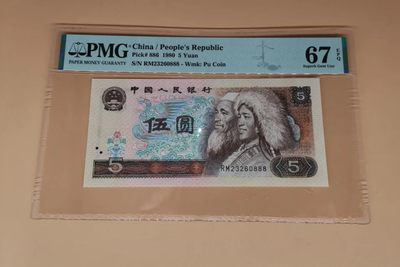 PMG
PAPER MONEY GUARANTY
China / People's Republic
Pick# 886 1980 5 Yuan
S/N RM23260888 - Wmk: Pu Coin
67 EPQ
Superb Gem Unc
中国人民银行
5
伍圆
5
RM23260888